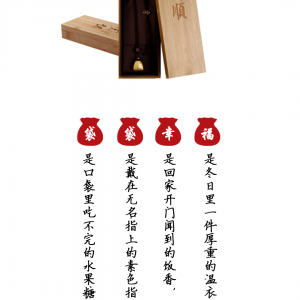 顺
福
是冬日里一件厚重的温衣
幸
是回家开门闻到的饭香，
袋
是戴在无名指上的素色指
袋
是口袋里吃不完的水果糖